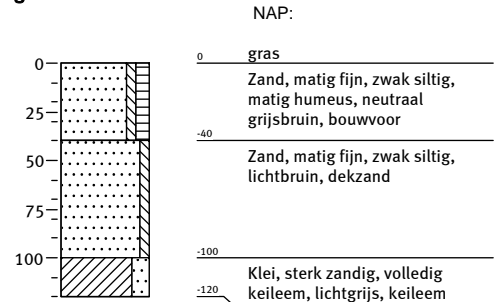 NAP:
0
gras
0
Zand, matig fijn, zwak siltig,
matig humeus, neutraal
grijsbruin, bouwvoor
25
-40
50
Zand, matig fijn, zwak siltig,
lichtbruin, dekzand
75
100
-100
Klei, sterk zandig, volledig
keileem, lichtgrijs, keileem
-120